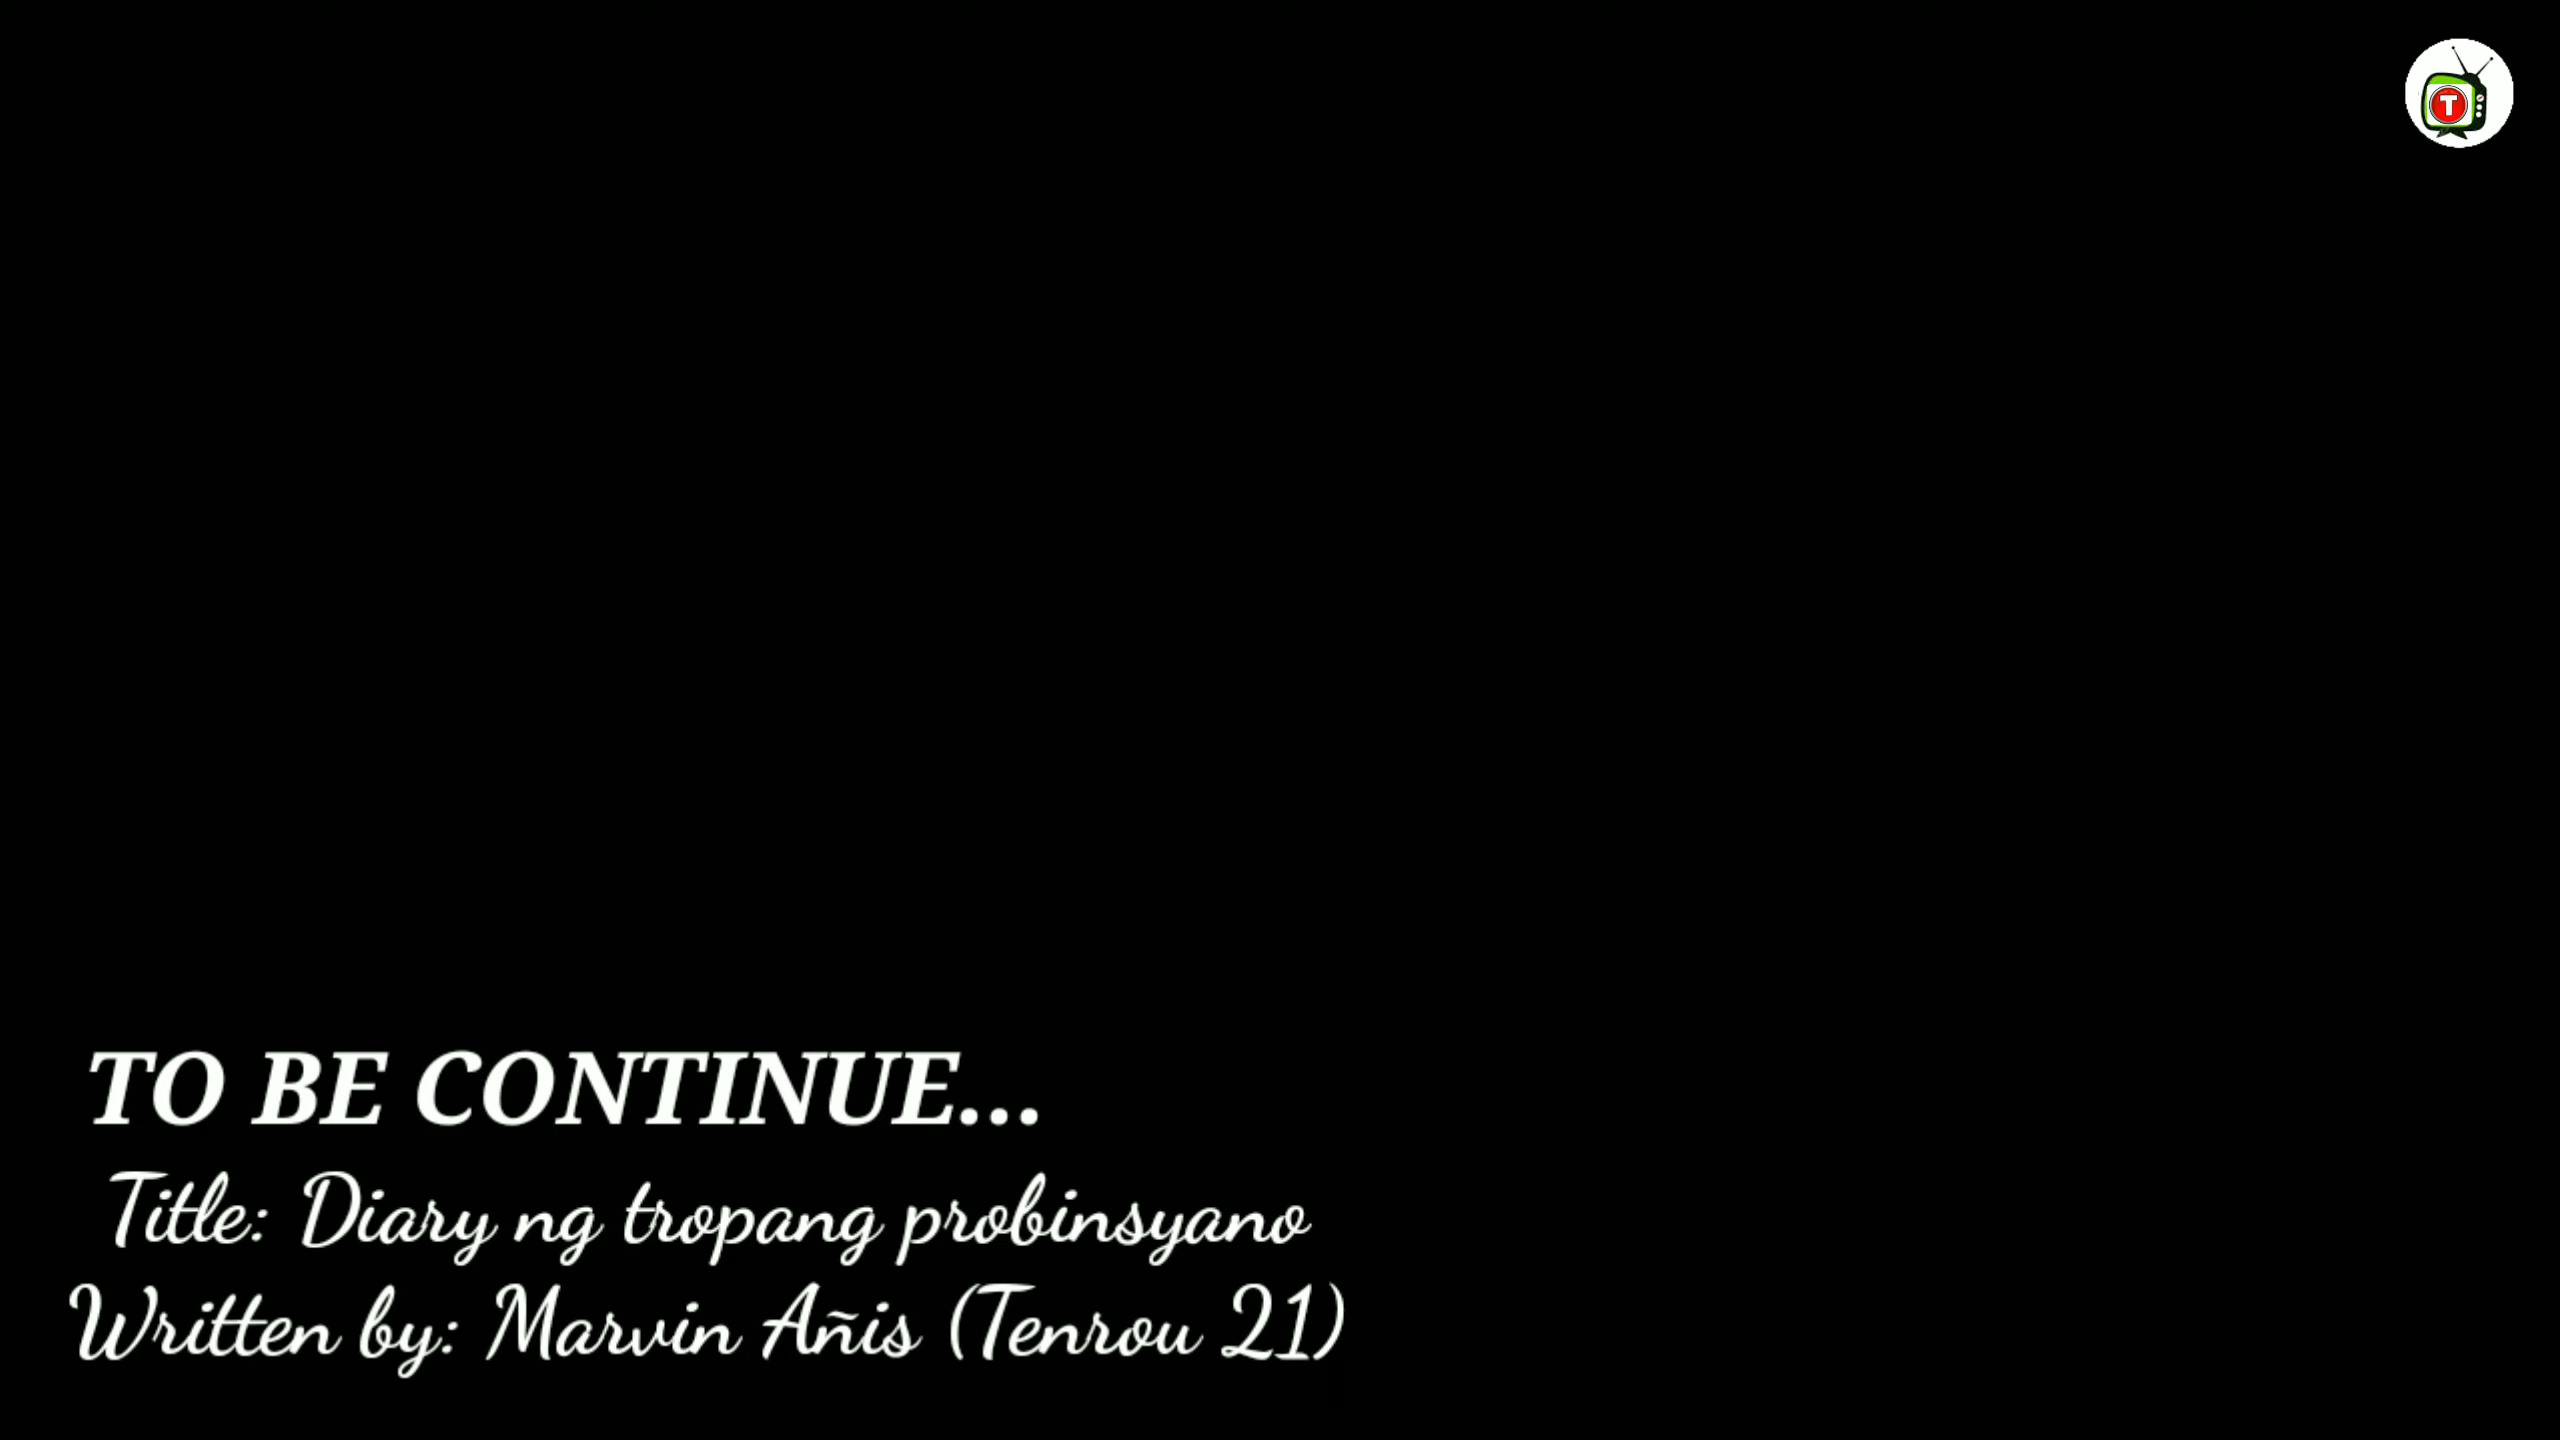 T
TO BE CONTINUE...
Title: Diary ng tropang probinsyano
Written by: Marvin Añis (Tenrou 21)